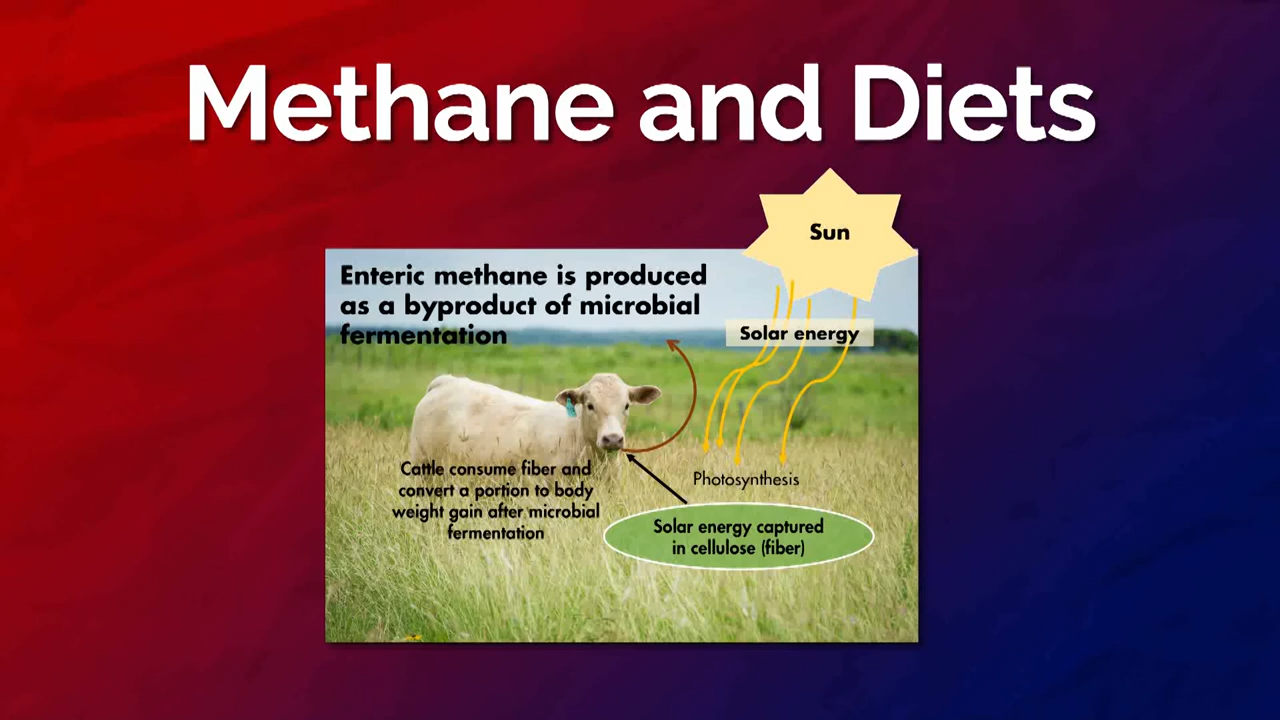 Methane and Diets
Sun
Enteric methane is produced
as a byproduct of microbial
fermentation
Solar energy
Cattle consume fiber and
convert a portion to body
weight gain after microbial
fermentation
Photosynthesis
Solar energy captured
in cellulose (fiber)